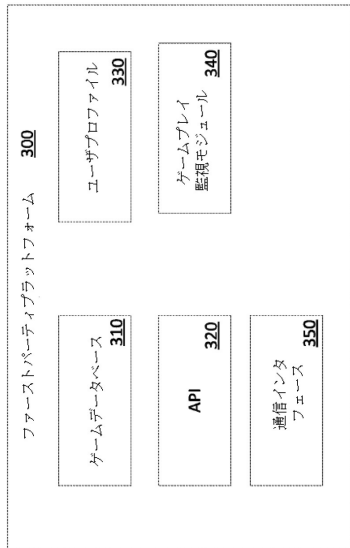 ファーストパーティプラットフォーム 300
ゲームデータベース
310
ユーザプロファイル
330
API
320
ゲームプレイ
監視モジュール
340
通信インタ
フェース
350